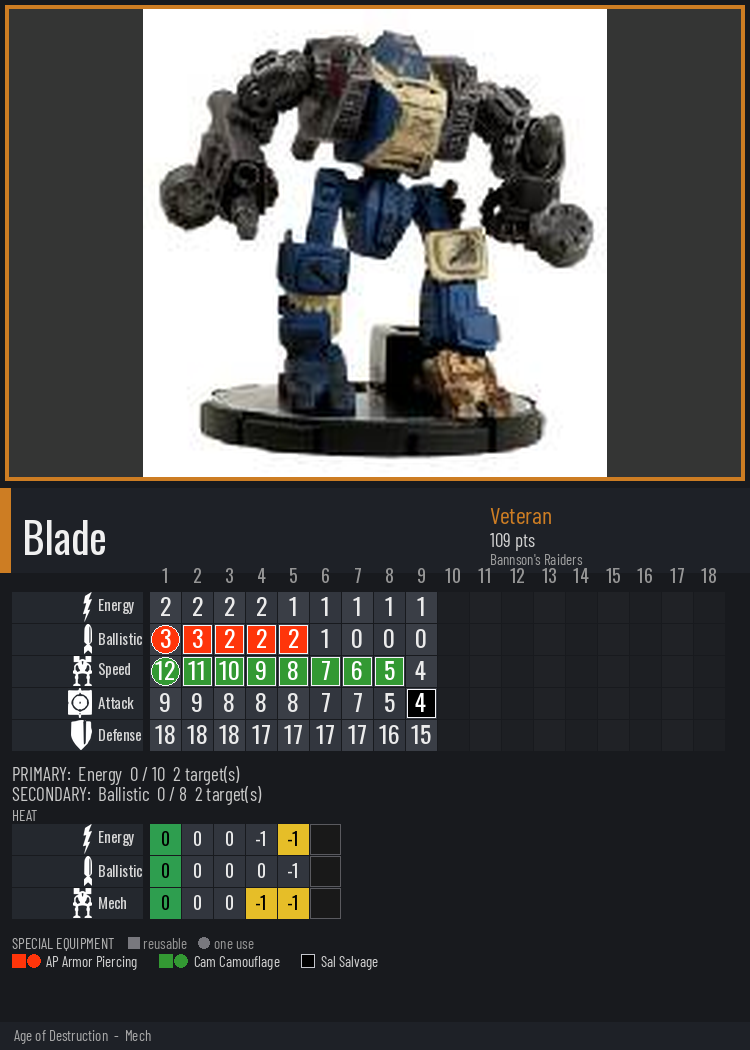 Blade
Veteran
109 pts
Bannson's Raiders
1 2 3 4 5 6 7 8 9 10 11 12 13 14 15 16 17 18
Energy 2 2 2 2 1 1 1 1 1
Ballistic 3 3 2 2 2 1 0 0 0
Speed 12 11 10 9 8 7 6 5 4
Attack 9 9 8 8 8 7 7 5 4
Defense 18 18 18 17 17 17 17 16 15
PRIMARY: Energy 0 / 10 2 target(s)
SECONDARY: Ballistic 0 / 8 2 target(s)
HEAT
Energy 0 0 0 -1 -1
Ballistic 0 0 0 0 -1
Mech 0 0 0 -1 -1
SPECIAL EQUIPMENT reusable one use
AP Armor Piercing Cam Camouflage Sal Salvage
Age of Destruction - Mech